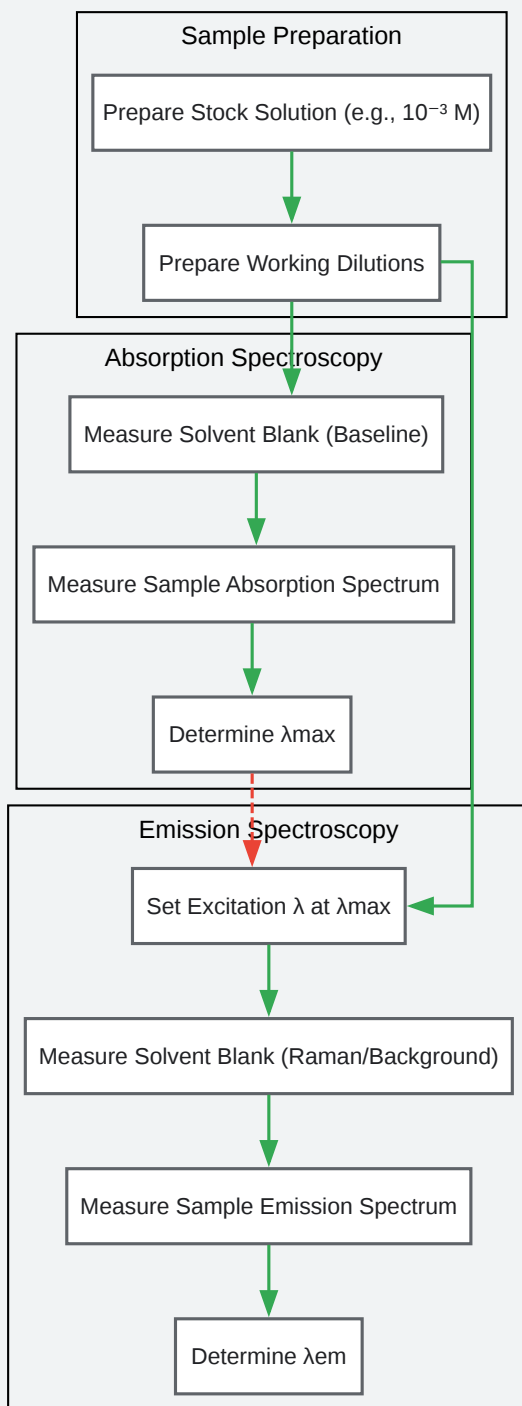 Sample Preparation
Prepare Stock Solution (e.g., 10⁻³ M)
Prepare Working Dilutions
Absorption Spectroscopy
Measure Solvent Blank (Baseline)
Measure Sample Absorption Spectrum
Determine λmax
Emission Spectroscopy
Set Excitation λ at λmax
Measure Solvent Blank (Raman/Background)
Measure Sample Emission Spectrum
Determine λem